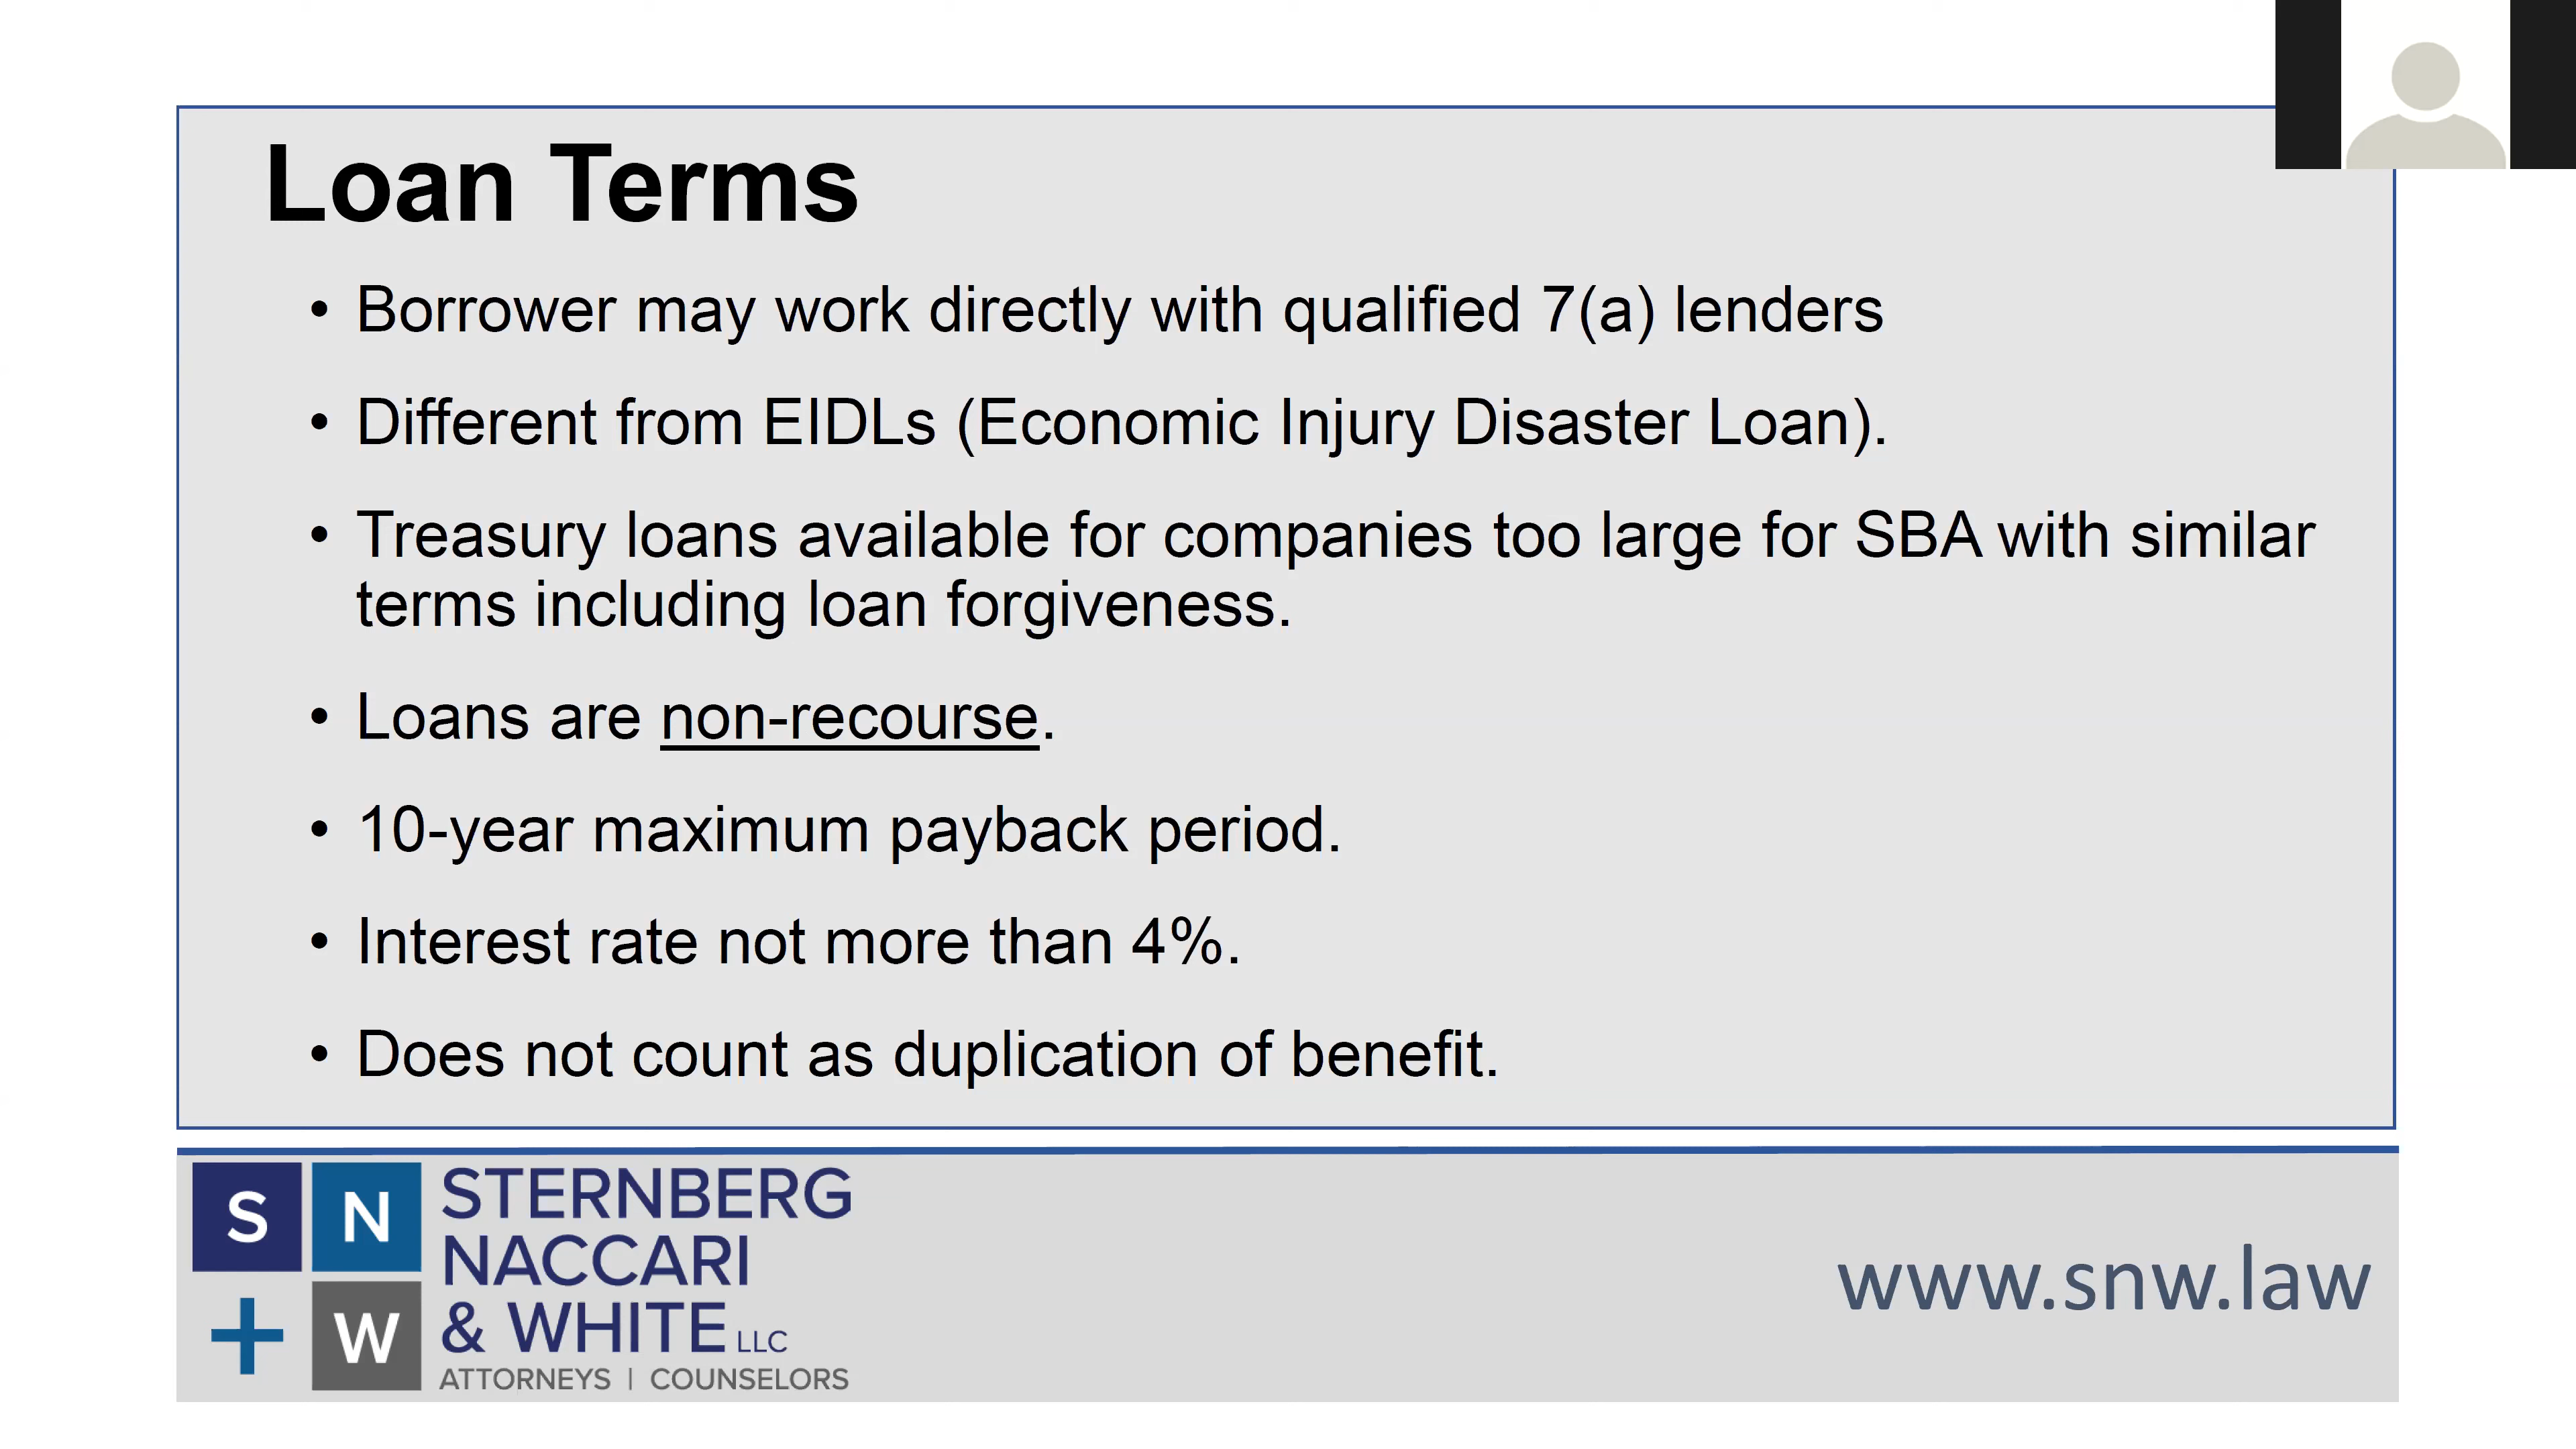 Loan Terms
• Borrower may work directly with qualified 7(a) lenders
• Different from EIDLs (Economic Injury Disaster Loan).
• Treasury loans available for companies too large for SBA with similar
terms including loan forgiveness.
• Loans are non-recourse.
• 10-year maximum payback period.
• Interest rate not more than 4%.
• Does not count as duplication of benefit.
S N
+ W
STERNBERG
NACCARI
& WHITE LLC
ATTORNEYS | COUNSELORS
www.snw.law